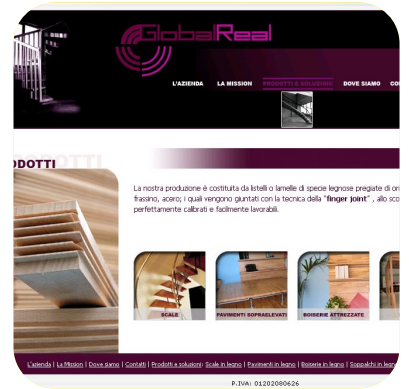 GlobalReal
L'AZIENDA LA MISSION PRODOTTI E SOLUZIONI DOVE SIAMO
ODOTTI
La nostra produzione è costituita da listelli o lamelle di specie legnose pregiate di ori
frassino, acero; i quali vengono giuntati con la tecnica della "finger joint" , allo sco
perfettamente calibrati e facilmente lavorabili.
SCALE PAVIMENTI SOPRAELEVATI BOISERIE ATTREZZATE
L'azienda | La Mission | Dove siamo | Contatti | Prodotti e soluzioni: Scale in legno | Pavimenti in legno | Boiserie in legno | Soppalchi in legn
P.IVA: 01202080626